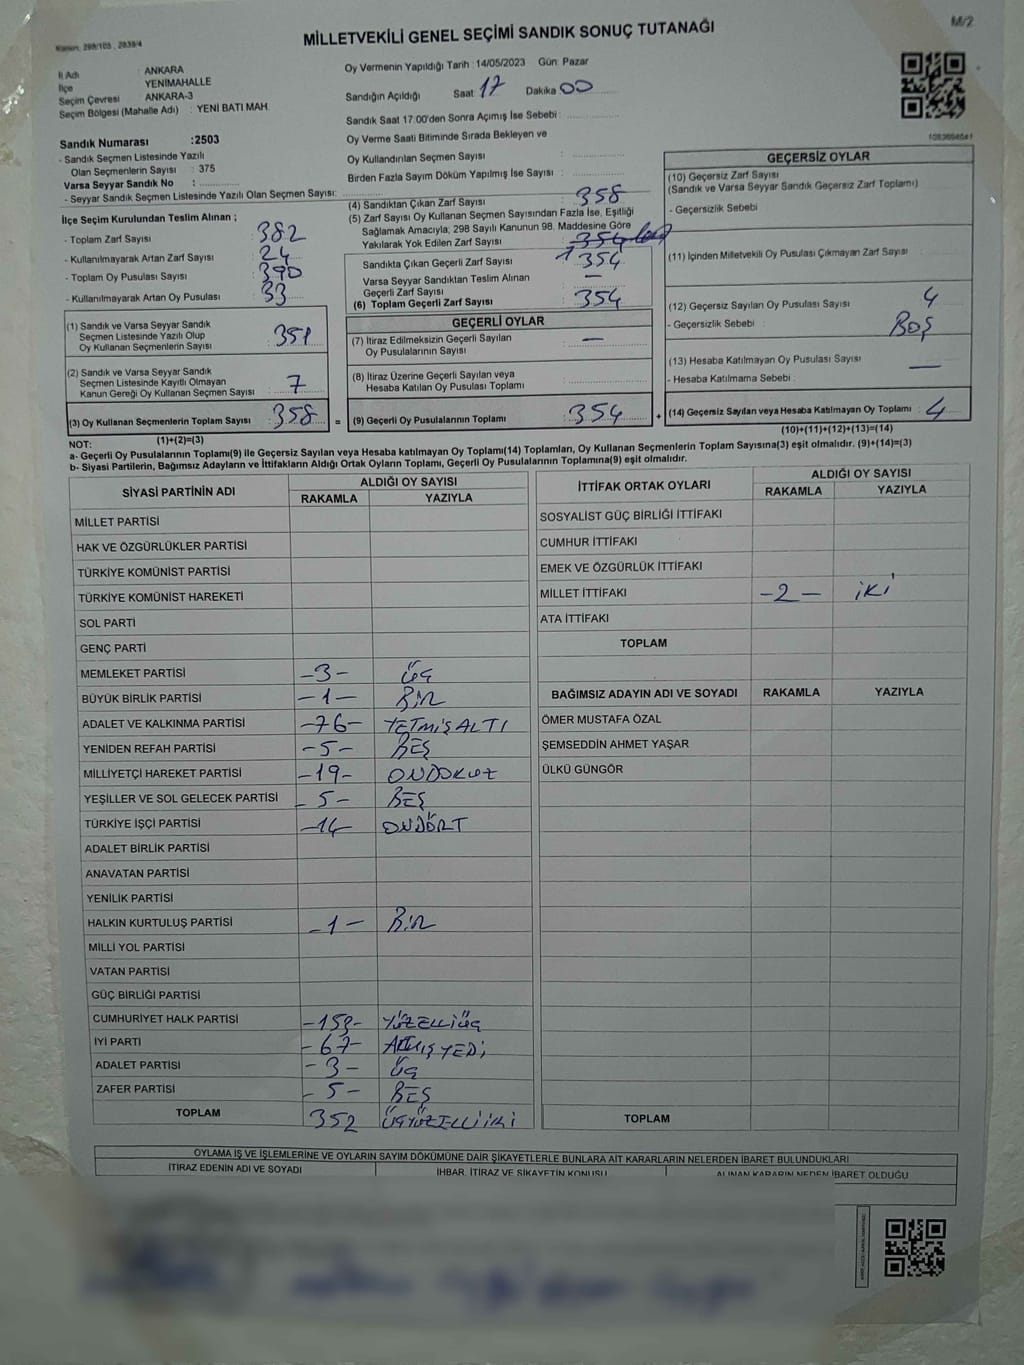 M/2
Kanun, 298/105 , 2839/4
MİLLETVEKİLİ GENEL SEÇİMİ SANDIK SONUÇ TUTANAĞI
İl Adı : ANKARA
İlçe : YENİMAHALLE
Seçim Çevresi : ANKARA-3
Seçim Bölgesi (Mahalle Adı) : YENİ BATI MAH.
Sandık Numarası :2503
- Sandık Seçmen Listesinde Yazılı
Olan Seçmenlerin Sayısı : 375
Varsa Seyyar Sandık No :
- Seyyar Sandık Seçmen Listesinde Yazılı Olan Seçmen Sayısı:
İlçe Seçim Kurulundan Teslim Alınan ;
- Toplam Zarf Sayısı : 382
- Kullanılmayarak Artan Zarf Sayısı : 24
- Toplam Oy Pusulası Sayısı : 390
- Kullanılmayarak Artan Oy Pusulası : 33
(1) Sandık ve Varsa Seyyar Sandık
Seçmen Listesinde Yazılı Olup
Oy Kullanan Seçmenlerin Sayısı : 351
(2) Sandık ve Varsa Seyyar Sandık
Seçmen Listesinde Kayıtlı Olmayan
Kanun Gereği Oy Kullanan Seçmen Sayısı : 7
(3) Oy Kullanan Seçmenlerin Toplam Sayısı : 358
Oy Vermenin Yapıldığı Tarih : 14/05/2023 Gün: Pazar
Sandığın Açıldığı Saat 17 Dakika 00
Sandık Saat 17:00'den Sonra Açımış İse Sebebi :
Oy Verme Saati Bitiminde Sırada Bekleyen ve
Oy Kullandırılan Seçmen Sayısı :
Birden Fazla Sayım Döküm Yapılmış İse Sayısı :
(4) Sandıktan Çıkan Zarf Sayısı : 358
(5) Zarf Sayısı Oy Kullanan Seçmen Sayısından Fazla İse, Eşitliği
Sağlamak Amacıyla; 298 Sayılı Kanunun 98. Maddesine Göre
Yakılarak Yok Edilen Zarf Sayısı : 354
Sandıkta Çıkan Geçerli Zarf Sayısı : 354
Varsa Seyyar Sandıktan Teslim Alınan
Geçerli Zarf Sayısı : —
(6) Toplam Geçerli Zarf Sayısı : 354
GEÇERLİ OYLAR
(7) İtiraz Edilmeksizin Geçerli Sayılan
Oy Pusulalarının Sayısı : —
(8) İtiraz Üzerine Geçerli Sayılan veya
Hesaba Katılan Oy Pusulası Toplamı :
= (9) Geçerli Oy Pusulalarının Toplamı : 354
GEÇERSİZ OYLAR
(10) Geçersiz Zarf Sayısı
(Sandık ve Varsa Seyyar Sandık Geçersiz Zarf Toplamı)
- Geçersizlik Sebebi
(11) İçinden Milletvekili Oy Pusulası Çıkmayan Zarf Sayısı
(12) Geçersiz Sayılan Oy Pusulası Sayısı : 4
- Geçersizlik Sebebi : BOŞ
(13) Hesaba Katılmayan Oy Pusulası Sayısı : —
- Hesaba Katılmama Sebebi :
+ (14) Geçersiz Sayılan veya Hesaba Katılmayan Oy Toplamı : 4
(10)+(11)+(12)+(13)=(14)
NOT: (1)+(2)=(3)
a- Geçerli Oy Pusulalarının Toplamı(9) ile Geçersiz Sayılan veya Hesaba katılmayan Oy Toplamı(14) Toplamları, Oy Kullanan Seçmenlerin Toplam Sayısına(3) eşit olmalıdır. (9)+(14)=(3)
b- Siyasi Partilerin, Bağımsız Adayların ve İttifakların Aldığı Ortak Oyların Toplamı, Geçerli Oy Pusulalarının Toplamına(9) eşit olmalıdır.
SİYASİ PARTİNİN ADI ALDIĞI OY SAYISI
RAKAMLA YAZIYLA
MİLLET PARTİSİ
HAK VE ÖZGÜRLÜKLER PARTİSİ
TÜRKİYE KOMÜNİST PARTİSİ
TÜRKİYE KOMÜNİST HAREKETİ
SOL PARTİ
GENÇ PARTİ
MEMLEKET PARTİSİ -3- ÜÇ
BÜYÜK BİRLİK PARTİSİ -1- BİR
ADALET VE KALKINMA PARTİSİ -76- YETMİŞALTI
YENİDEN REFAH PARTİSİ -5- BEŞ
MİLLİYETÇİ HAREKET PARTİSİ -19- ONDOKUZ
YEŞİLLER VE SOL GELECEK PARTİSİ -5- BEŞ
TÜRKİYE İŞÇİ PARTİSİ -14- ONDÖRT
ADALET BİRLİK PARTİSİ
ANAVATAN PARTİSİ
YENİLİK PARTİSİ
HALKIN KURTULUŞ PARTİSİ -1- BİR
MİLLİ YOL PARTİSİ
VATAN PARTİSİ
GÜÇ BİRLİĞİ PARTİSİ
CUMHURİYET HALK PARTİSİ -153- YÜZELLİÜÇ
İYİ PARTİ -67- ALTMIŞYEDİ
ADALET PARTİSİ -3- ÜÇ
ZAFER PARTİSİ -5- BEŞ
TOPLAM 352 ÜÇYÜZELLİİKİ
İTTİFAK ORTAK OYLARI ALDIĞI OY SAYISI
RAKAMLA YAZIYLA
SOSYALİST GÜÇ BİRLİĞİ İTTİFAKI
CUMHUR İTTİFAKI
EMEK VE ÖZGÜRLÜK İTTİFAKI
MİLLET İTTİFAKI -2- İKİ
ATA İTTİFAKI
TOPLAM
BAĞIMSIZ ADAYIN ADI VE SOYADI RAKAMLA YAZIYLA
ÖMER MUSTAFA ÖZAL
ŞEMSEDDİN AHMET YAŞAR
ÜLKÜ GÜNGÖR
TOPLAM
OYLAMA İŞ VE İŞLEMLERİNE VE OYLARIN SAYIM DÖKÜMÜNE DAİR ŞİKAYETLERLE BUNLARA AİT KARARLARIN NELERDEN İBARET BULUNDUKLARI
İTİRAZ EDENİN ADI VE SOYADI İHBAR, İTİRAZ VE ŞİKAYETİN KONUSU ALINAN KARARIN NEDEN İBARET OLDUĞU